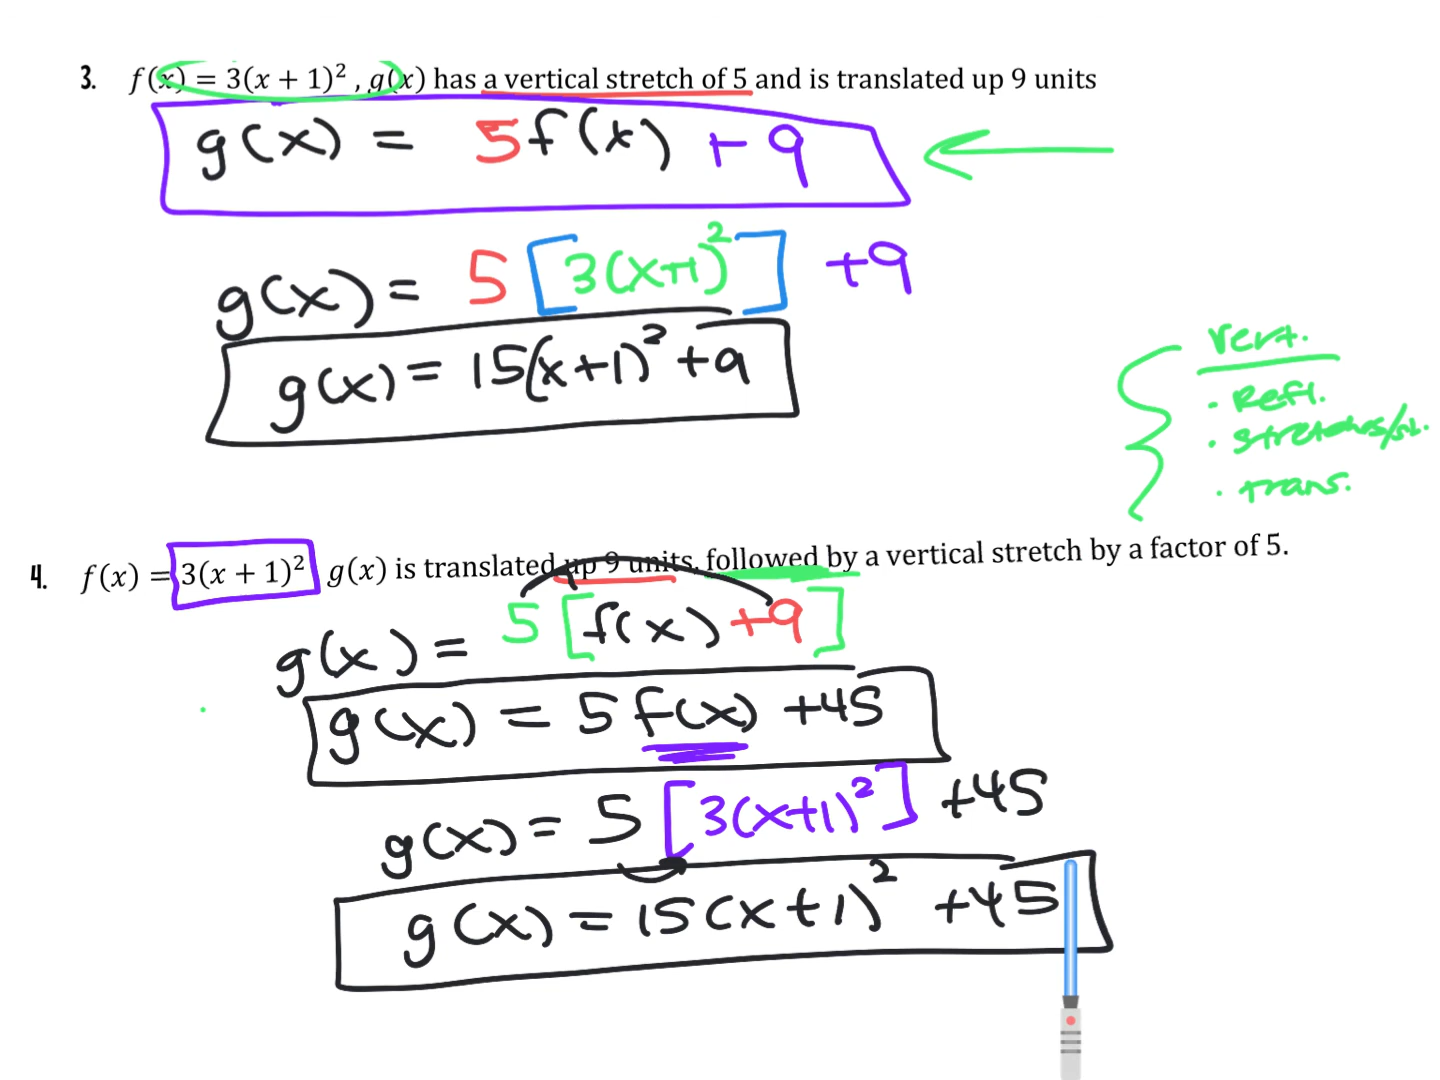 3. f(x) = 3(x + 1)² , g(x) has a vertical stretch of 5 and is translated up 9 units
g(x) = 5f(x) +9
g(x) = 5[3(x+1)²] +9
g(x) = 15(x+1)² +9
Vert.
· Refl.
· stretches/sh.
· trans.
4. f(x) = 3(x + 1)² g(x) is translated up 9 units, followed by a vertical stretch by a factor of 5.
g(x) = 5[f(x) +9]
g(x) = 5f(x) +45
g(x) = 5[3(x+1)²] +45
g(x) = 15(x+1)² +45